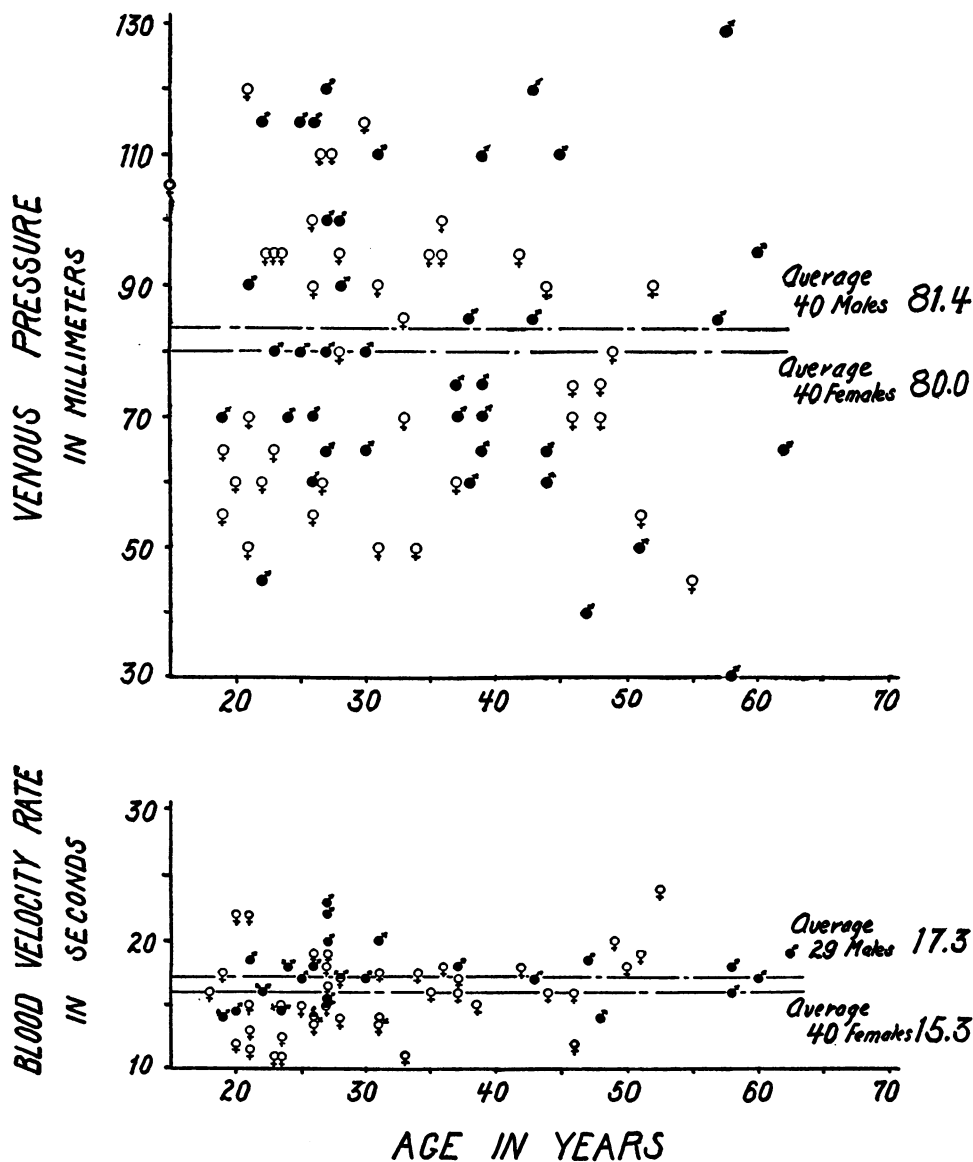 130
110
90
70
50
30
VENOUS PRESSURE
IN MILLIMETERS
Average
40 Males 81.4
Average
40 Females 80.0
20 30 40 50 60 70
30
20
10
BLOOD VELOCITY RATE
IN SECONDS
Average
29 Males 17.3
Average
40 Females 15.3
20 30 40 50 60 70
AGE IN YEARS